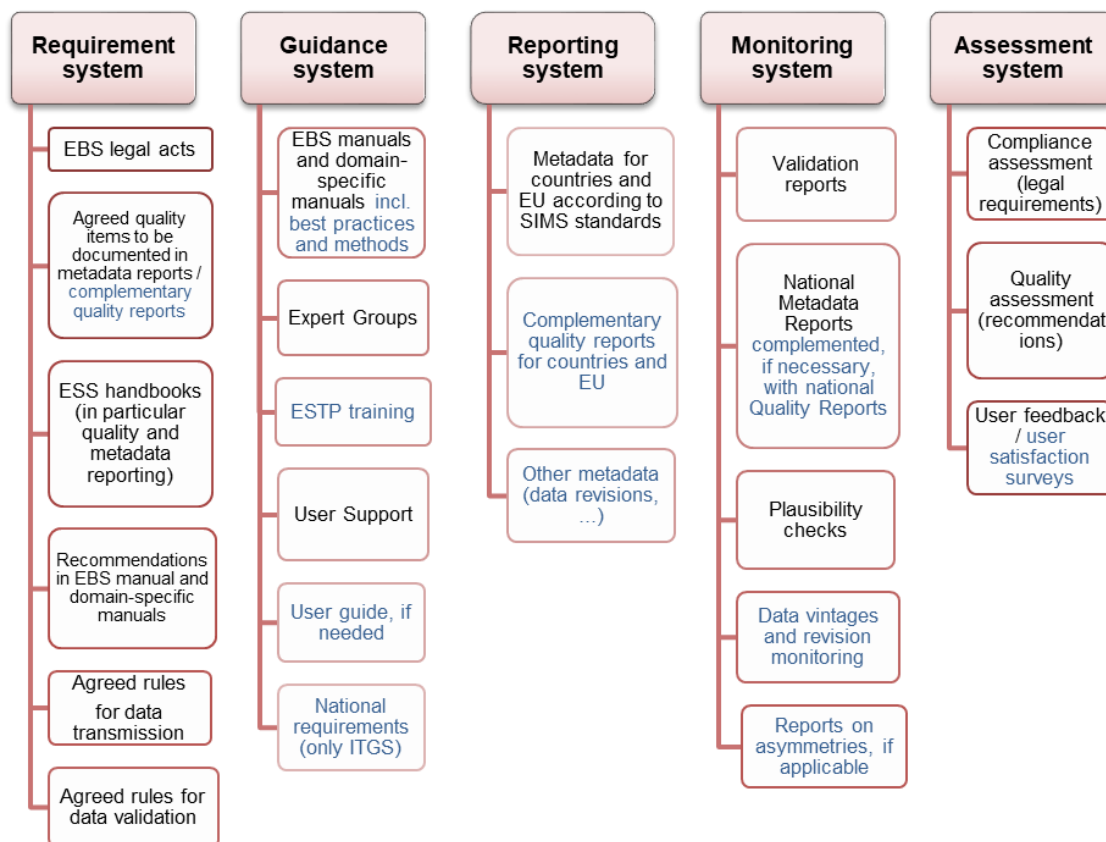 Requirement
system
EBS legal acts
Agreed quality
items to be
documented in
metadata reports /
complementary
quality reports
ESS handbooks
(in particular
quality and
metadata
reporting)
Recommendations
in EBS manual and
domain-specific
manuals
Agreed rules
for data
transmission
Agreed rules for
data validation
Guidance
system
EBS manuals
and domain-
specific
manuals incl.
best practices
and methods
Expert Groups
ESTP training
User Support
User guide, if
needed
National
requirements
(only ITGS)
Reporting
system
Metadata for
countries and
EU according to
SIMS standards
Complementary
quality reports
for countries and
EU
Other metadata
(data revisions,
...)
Monitoring
system
Validation
reports
National
Metadata
Reports
complemented,
if necessary,
with national
Quality Reports
Plausibility
checks
Data vintages
and revision
monitoring
Reports on
asymmetries, if
applicable
Assessment
system
Compliance
assessment
(legal
requirements)
Quality
assessment
(recommendat
ions)
User feedback
/ user
satisfaction
surveys